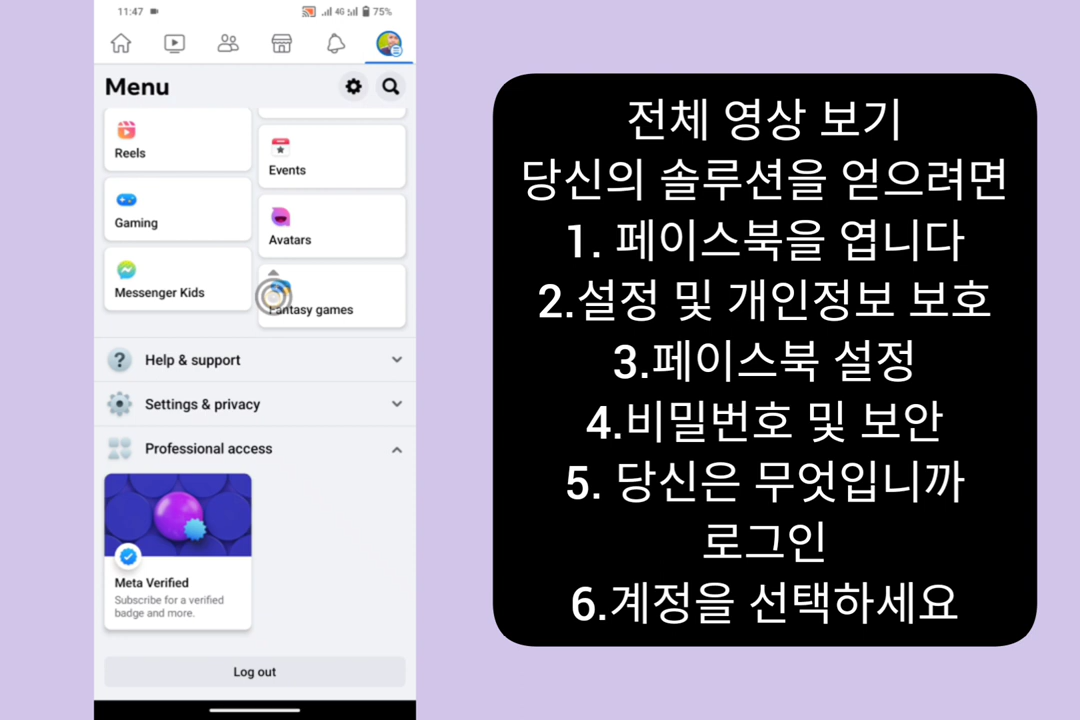 11:47
4G
75%
Menu
Reels
Events
Gaming
Avatars
Messenger Kids
Fantasy games
Help & support
Settings & privacy
Professional access
Meta Verified
Subscribe for a verified
badge and more.
Log out
전체 영상 보기
당신의 솔루션을 얻으려면
1. 페이스북을 엽니다
2.설정 및 개인정보 보호
3.페이스북 설정
4.비밀번호 및 보안
5. 당신은 무엇입니까
로그인
6.계정을 선택하세요